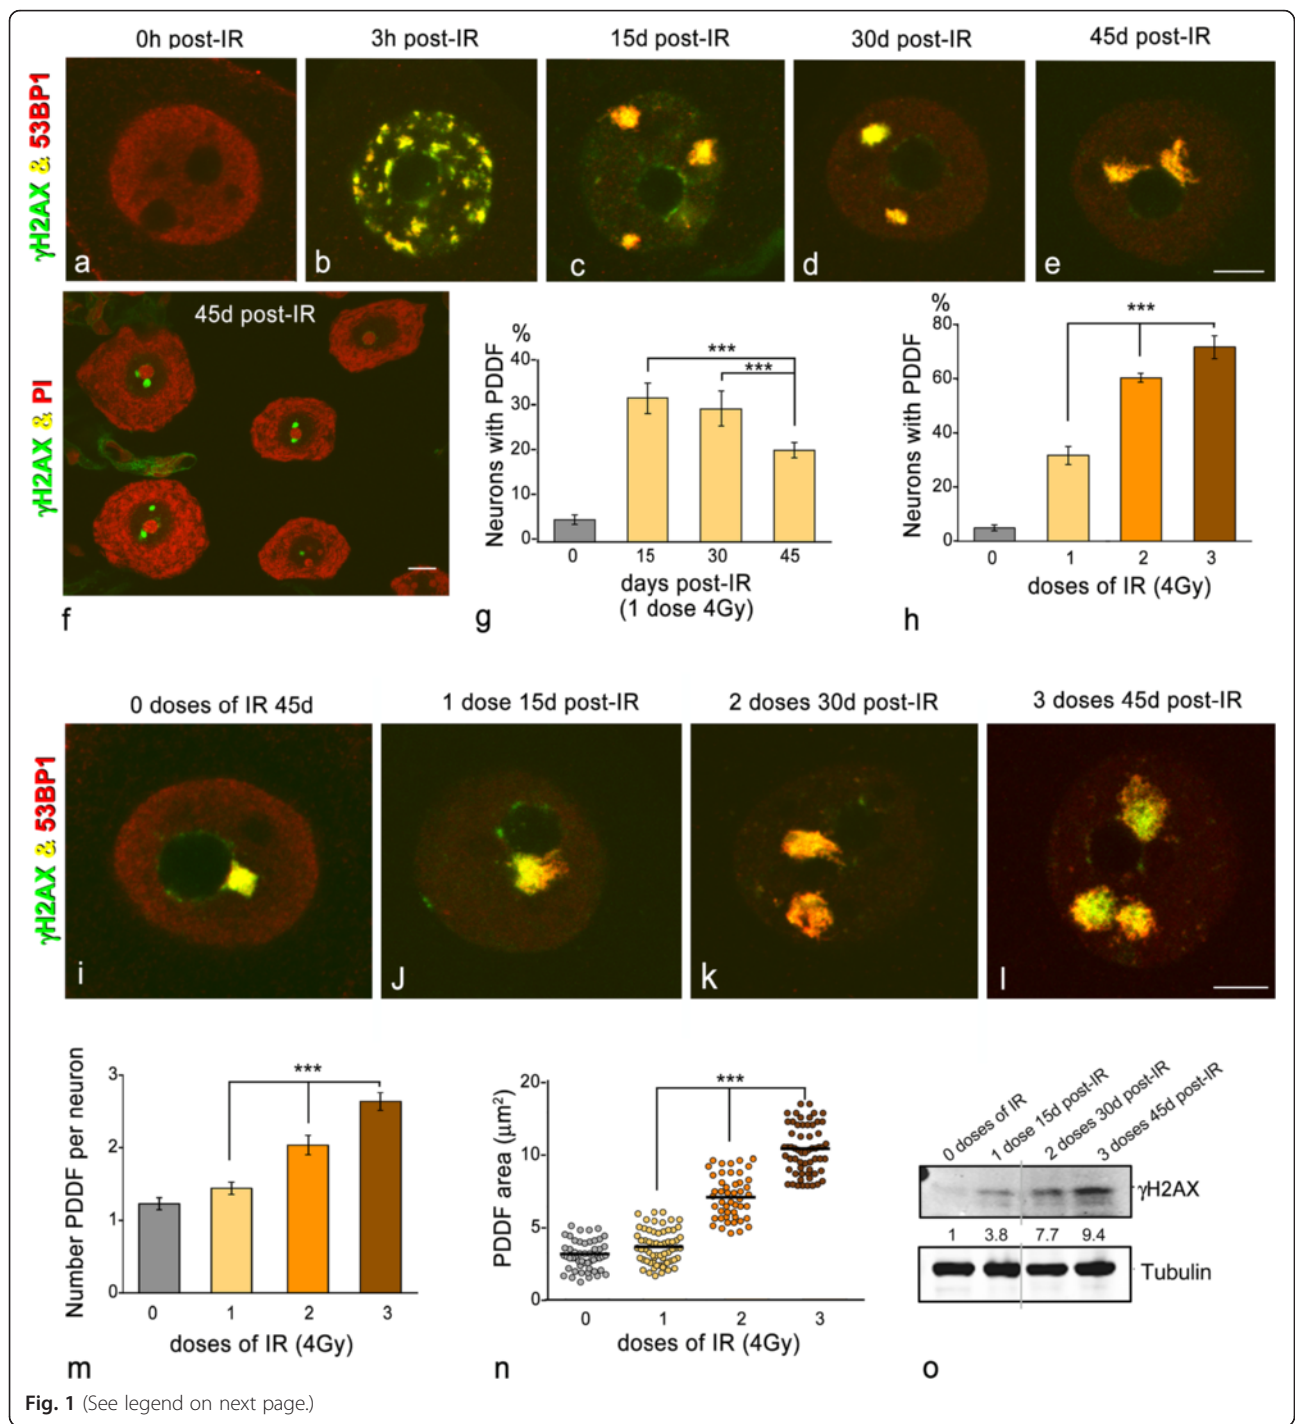 0h post-IR
3h post-IR
15d post-IR
30d post-IR
45d post-IR
γH2AX & 53BP1
a
b
c
d
e
γH2AX & PI
45d post-IR
f
%
Neurons with PDDF
40
30
20
10
0
***
***
0
15
30
45
days post-IR
(1 dose 4Gy)
g
%
Neurons with PDDF
80
60
40
20
0
***
0
1
2
3
doses of IR (4Gy)
h
0 doses of IR 45d
1 dose 15d post-IR
2 doses 30d post-IR
3 doses 45d post-IR
γH2AX & 53BP1
i
J
k
l
Number PDDF per neuron
3
2
1
0
***
0
1
2
3
doses of IR (4Gy)
m
PDDF area (µm²)
20
10
5
0
***
0
1
2
3
doses of IR (4Gy)
n
0 doses of IR
1 dose 15d post-IR
2 doses 30d post-IR
3 doses 45d post-IR
γH2AX
1 3.8 7.7 9.4
Tubulin
o
Fig. 1 (See legend on next page.)